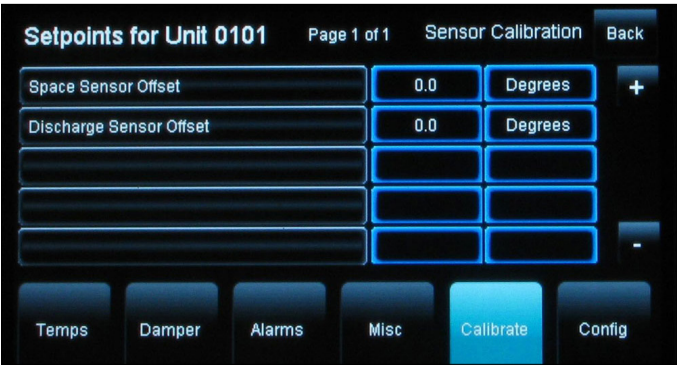 Setpoints for Unit 0101 Page 1 of 1 Sensor Calibration Back
Space Sensor Offset 0.0 Degrees +
Discharge Sensor Offset 0.0 Degrees
-
Temps Damper Alarms Misc Calibrate Config